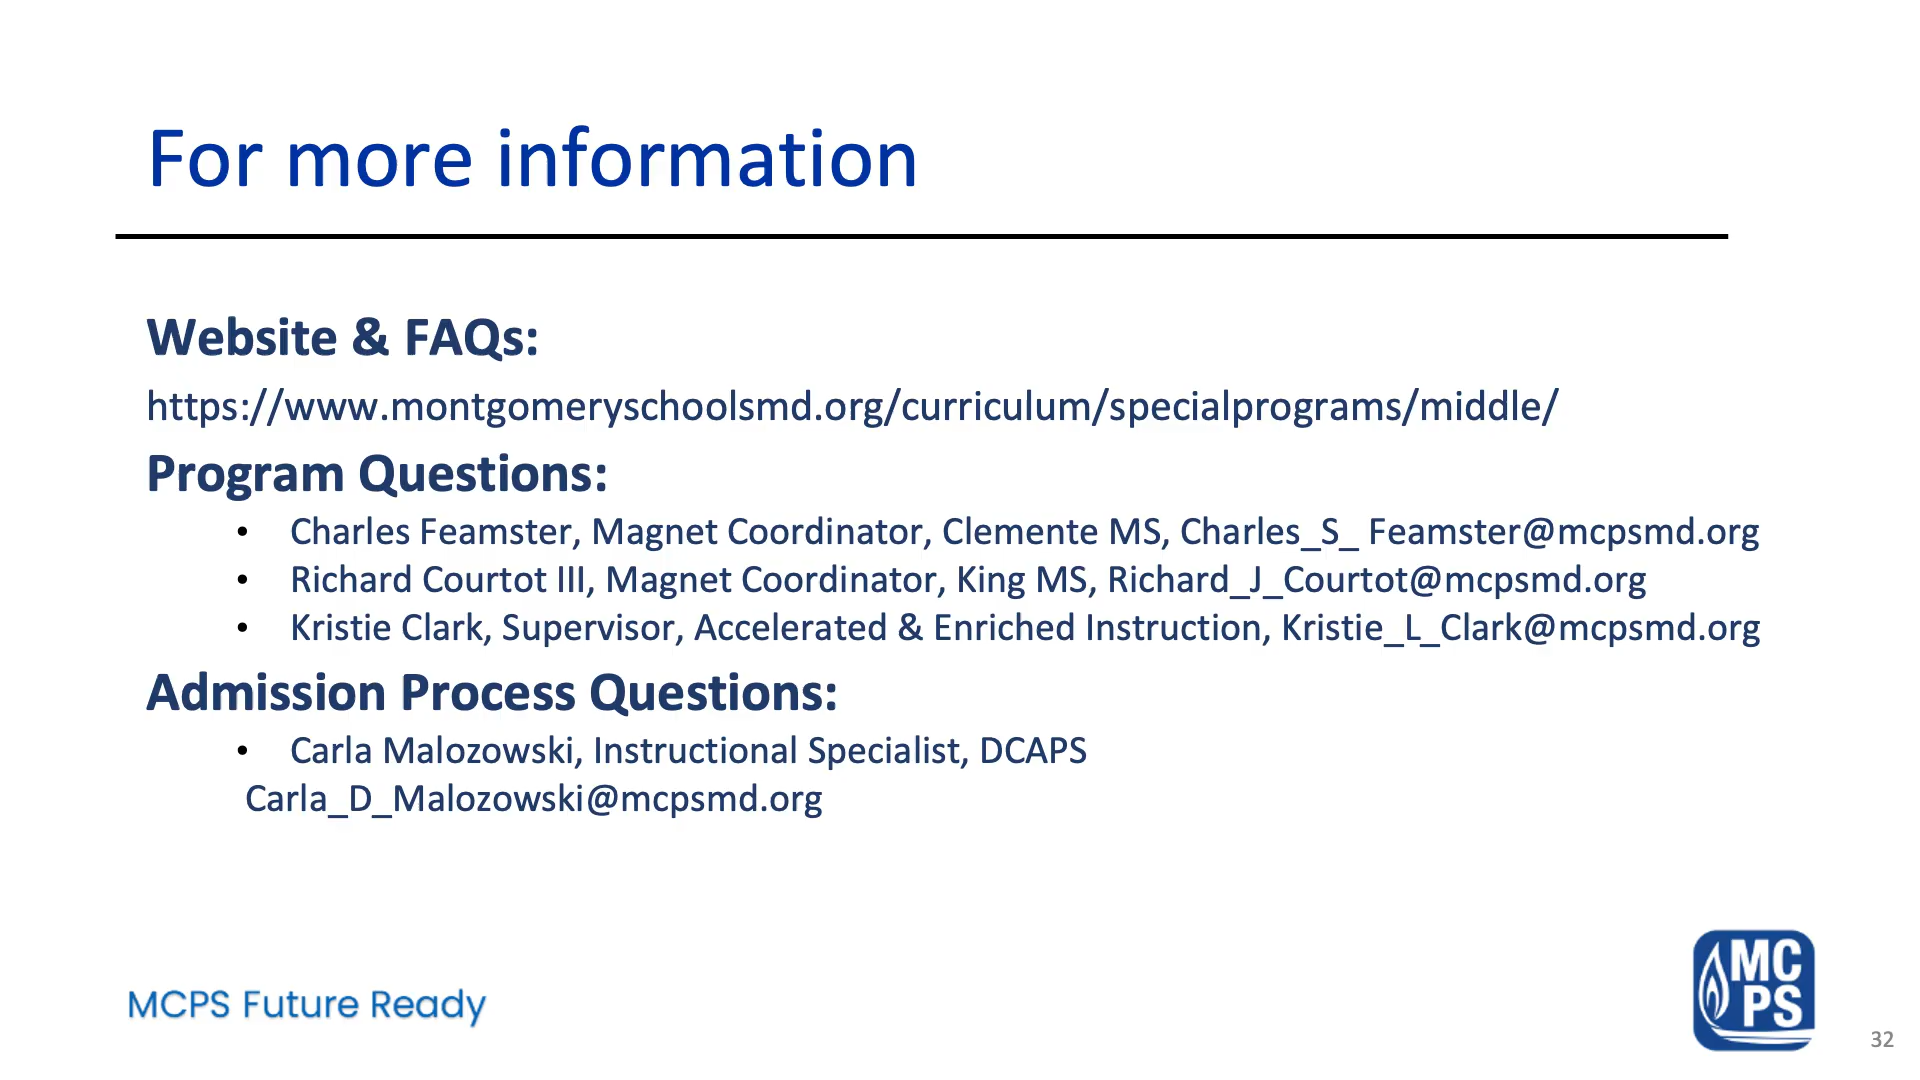 For more information
Website & FAQs:
https://www.montgomeryschoolsmd.org/curriculum/specialprograms/middle/
Program Questions:
• Charles Feamster, Magnet Coordinator, Clemente MS, Charles_S_ Feamster@mcpsmd.org
• Richard Courtot III, Magnet Coordinator, King MS, Richard_J_Courtot@mcpsmd.org
• Kristie Clark, Supervisor, Accelerated & Enriched Instruction, Kristie_L_Clark@mcpsmd.org
Admission Process Questions:
• Carla Malozowski, Instructional Specialist, DCAPS
Carla_D_Malozowski@mcpsmd.org
MCPS Future Ready
MC
PS
32